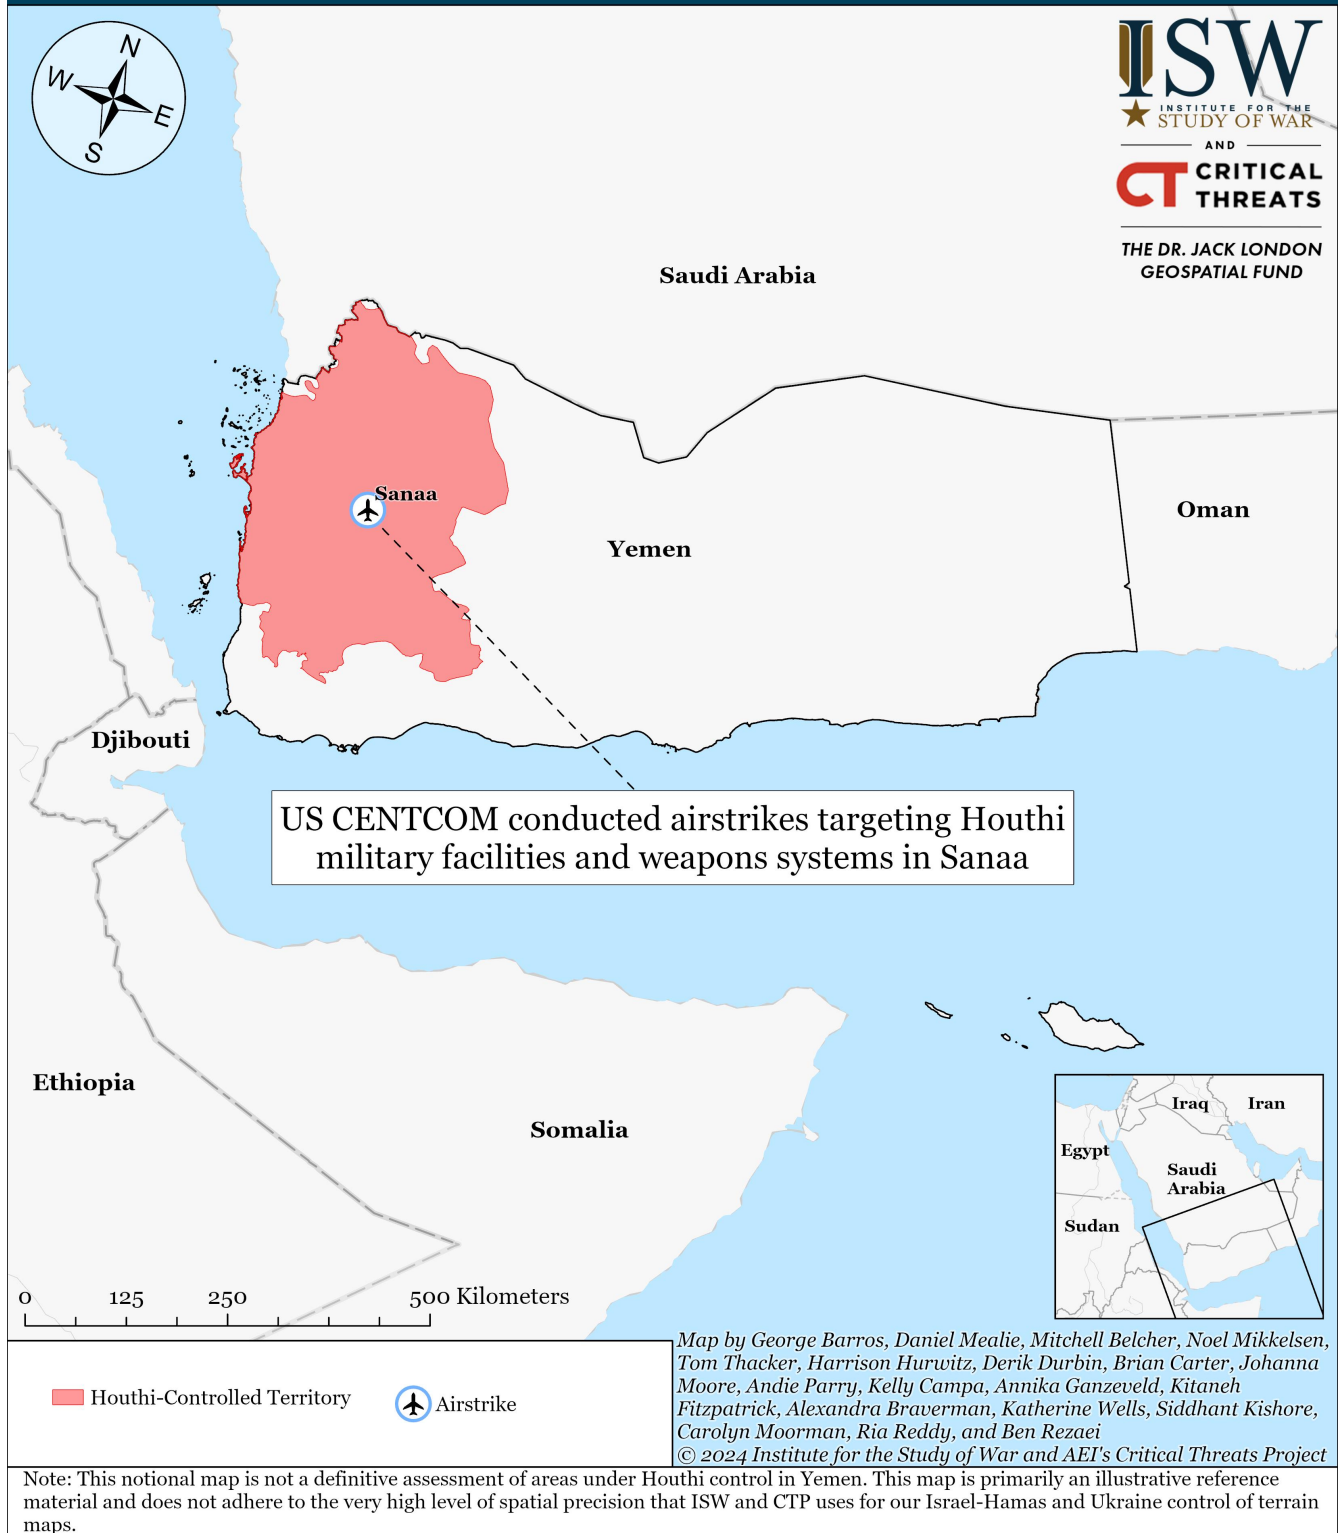 N
W
E
S
ISW
INSTITUTE FOR THE
STUDY OF WAR
AND
CT CRITICAL
THREATS
THE DR. JACK LONDON
GEOSPATIAL FUND
Saudi Arabia
Sanaa
Oman
Yemen
Djibouti
US CENTCOM conducted airstrikes targeting Houthi
military facilities and weapons systems in Sanaa
Ethiopia
Somalia
Iraq
Iran
Egypt
Saudi
Arabia
Sudan
0 125 250 500 Kilometers
Houthi-Controlled Territory
Airstrike
Map by George Barros, Daniel Mealie, Mitchell Belcher, Noel Mikkelsen,
Tom Thacker, Harrison Hurwitz, Derik Durbin, Brian Carter, Johanna
Moore, Andie Parry, Kelly Campa, Annika Ganzeveld, Kitaneh
Fitzpatrick, Alexandra Braverman, Katherine Wells, Siddhant Kishore,
Carolyn Moorman, Ria Reddy, and Ben Rezaei
© 2024 Institute for the Study of War and AEI's Critical Threats Project
Note: This notional map is not a definitive assessment of areas under Houthi control in Yemen. This map is primarily an illustrative reference
material and does not adhere to the very high level of spatial precision that ISW and CTP uses for our Israel-Hamas and Ukraine control of terrain
maps.